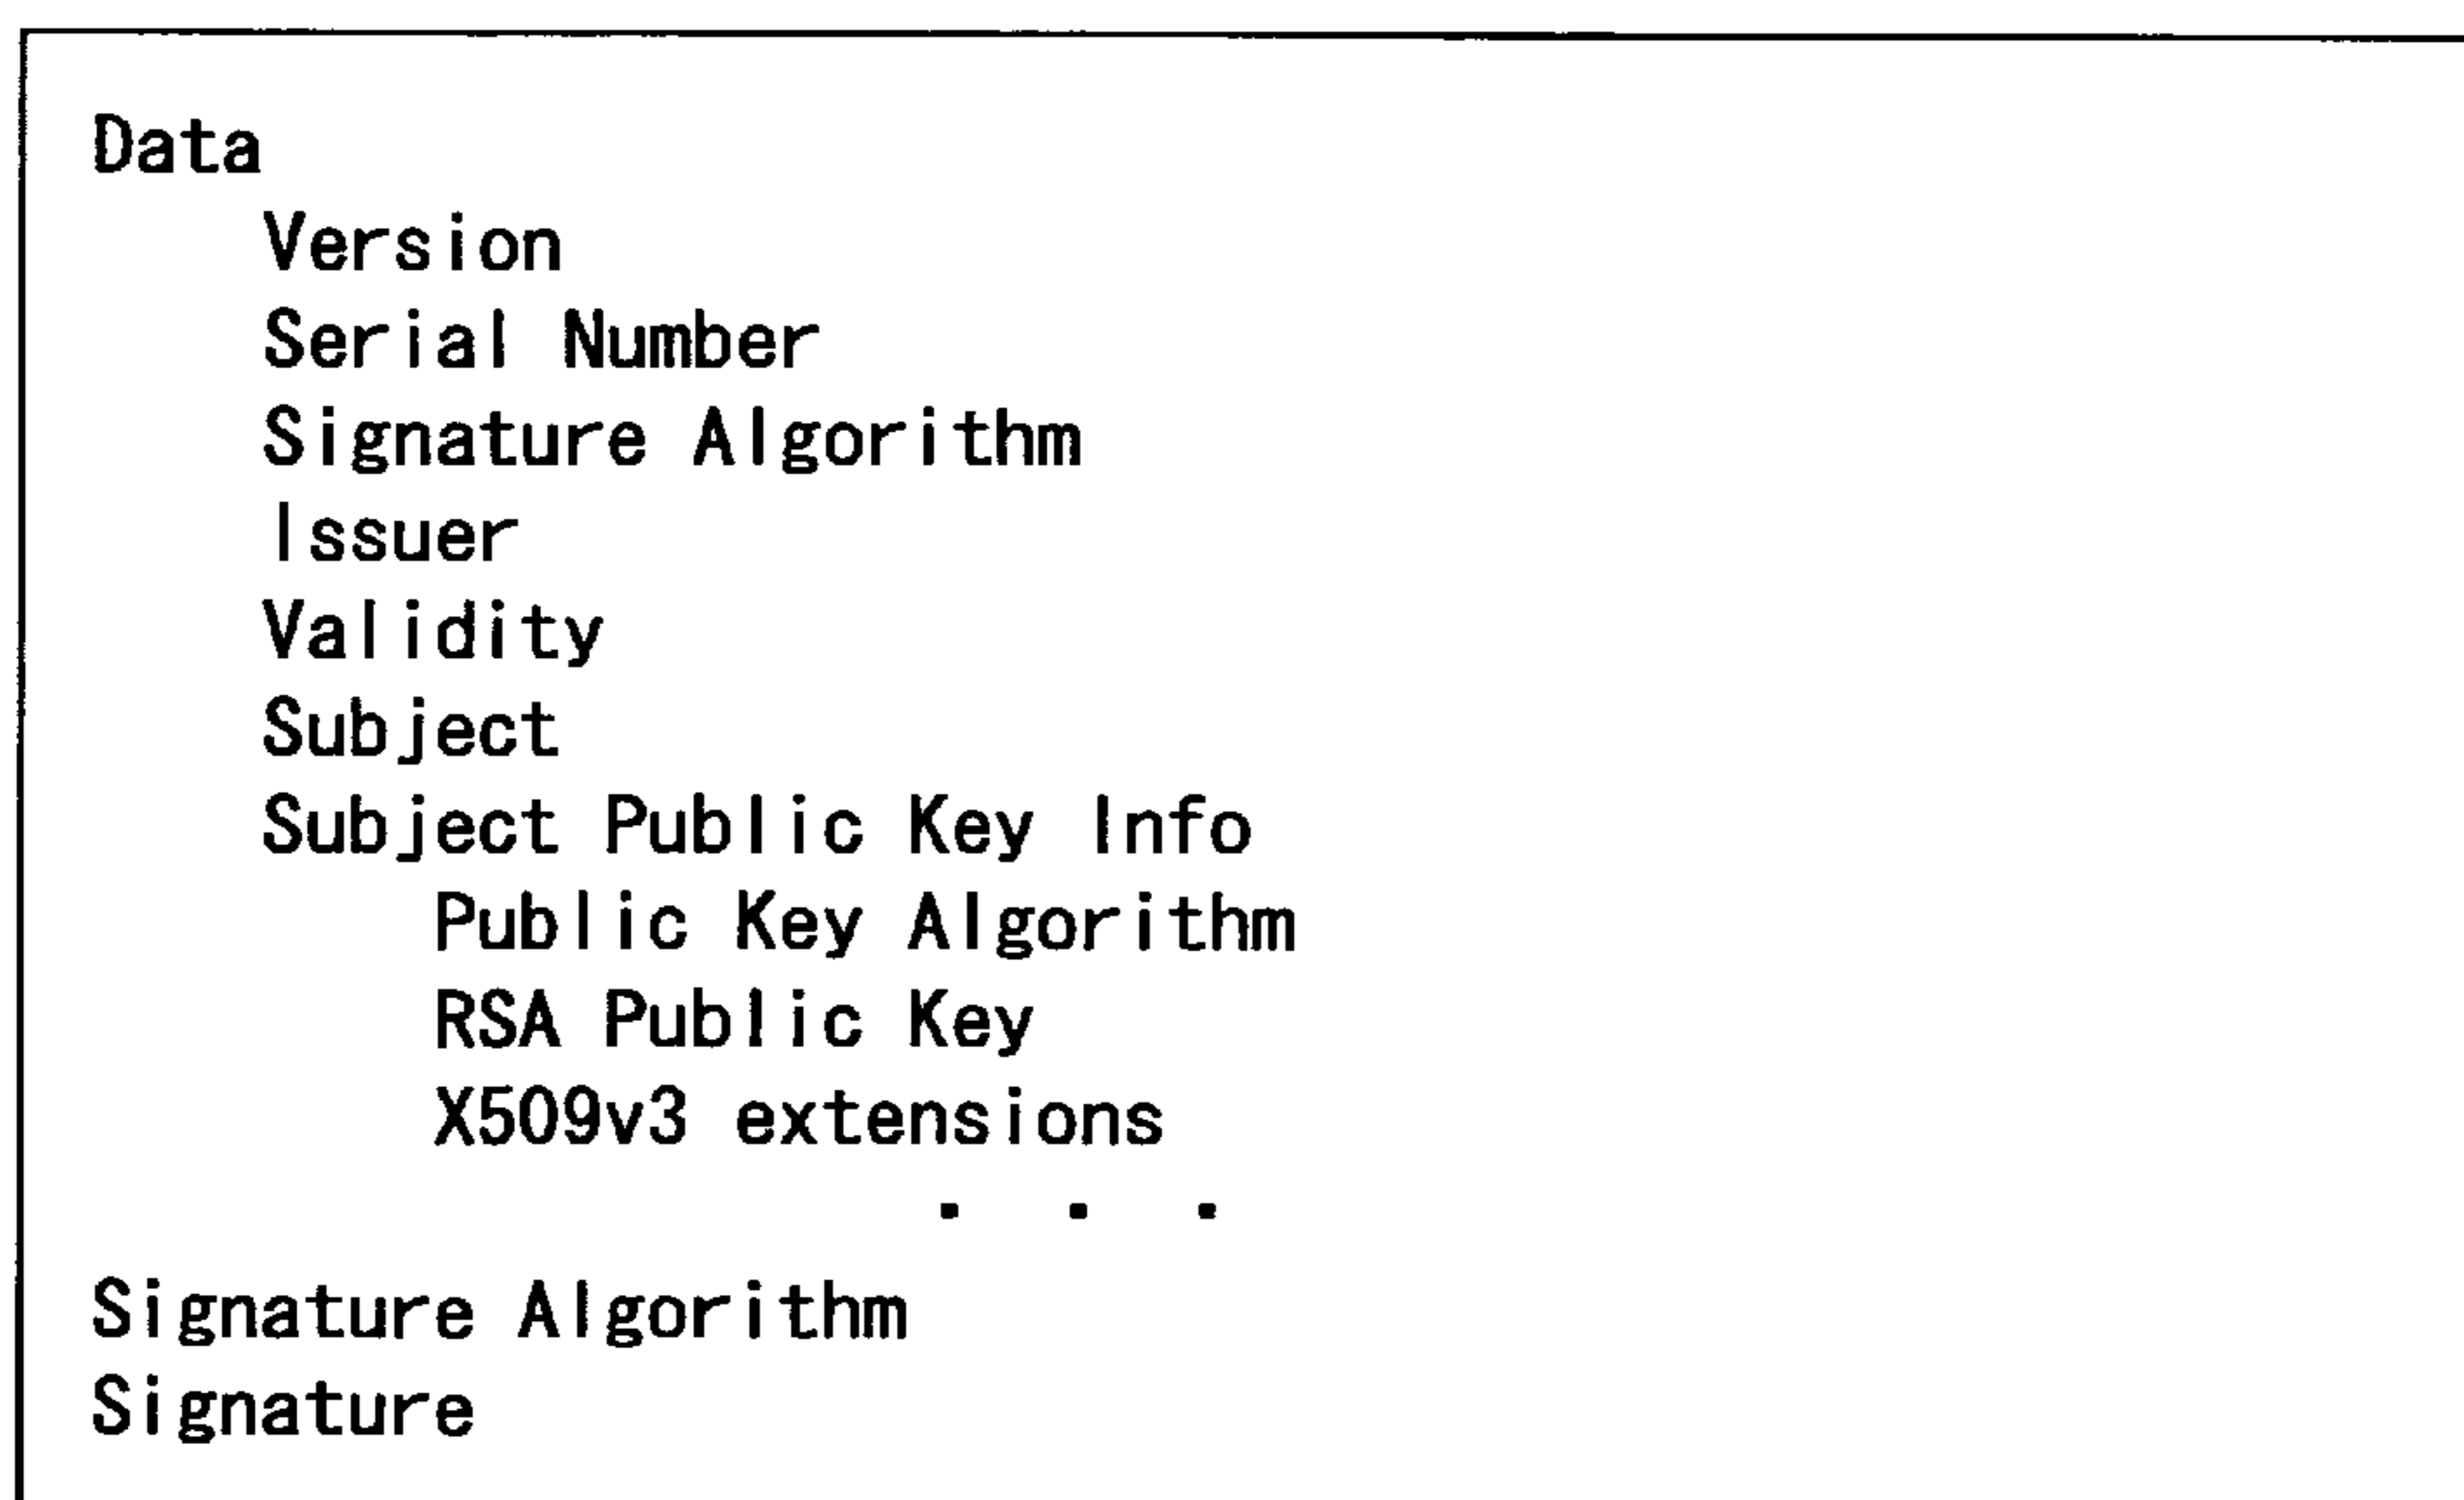 Data
Version
Serial Number
Signature Algorithm
Issuer
Validity
Subject
Subject Public Key Info
Public Key Algorithm
RSA Public Key
X509v3 extensions
. . .
Signature Algorithm
Signature